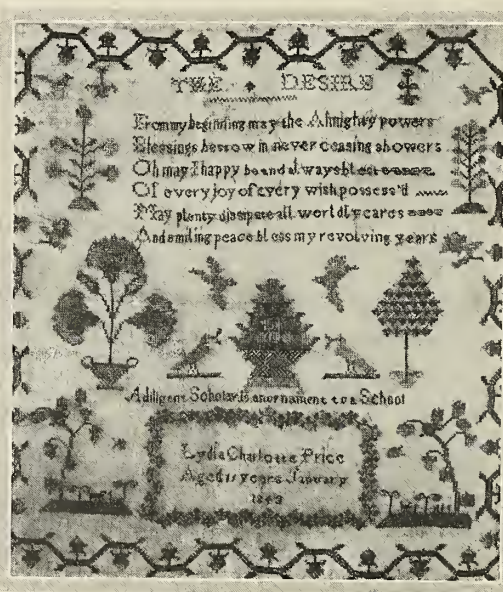 THE DESIRE
From my beginning may the Almighty powers
Blessings bestow in never ceasing showers
Oh may I happy be and always blest
Of every joy of every wish possess'd
May plenty dissipate all worldly cares
And smiling peace bless my revolving years
A diligent Scholar is an ornament to a School
Lydia Charlotte Price
Aged 11 years January